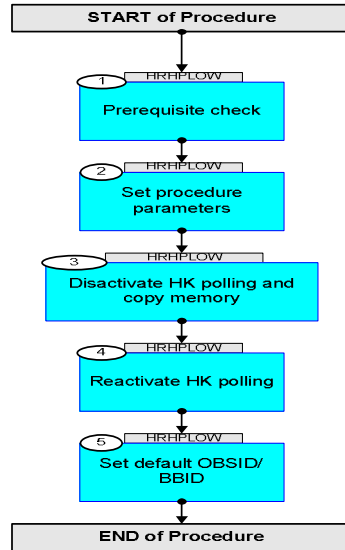 START of Procedure
HRHPLOW
1
Prerequisite check
HRHPLOW
2
Set procedure
parameters
HRHPLOW
3
Disactivate HK polling and
copy memory
HRHPLOW
4
Reactivate HK polling
HRHPLOW
5
Set default OBSID/
BBID
END of Procedure